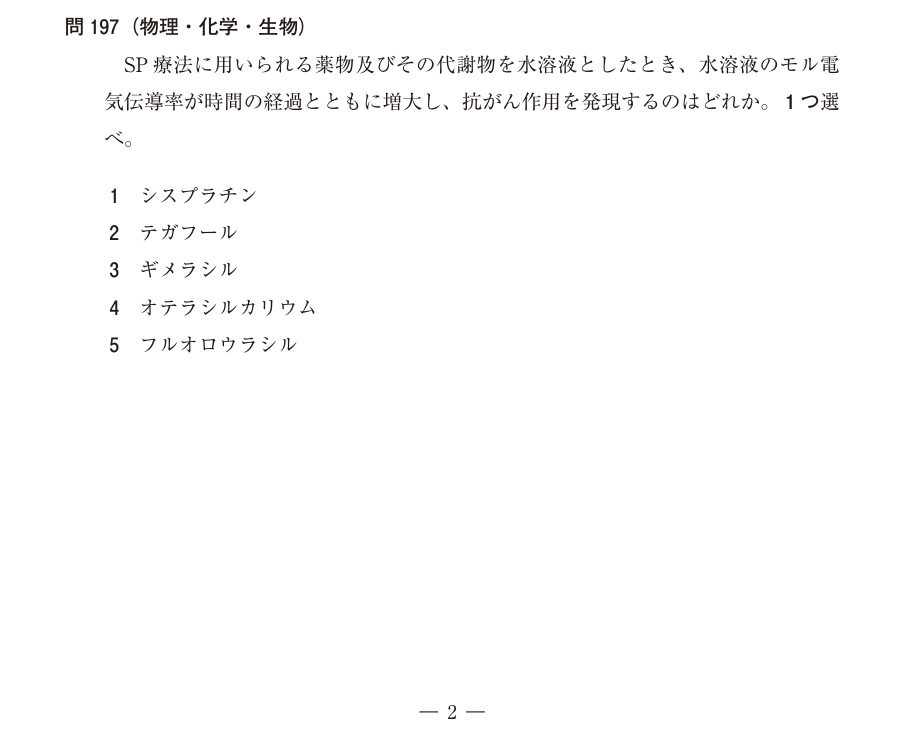 問 197（物理・化学・生物）
SP 療法に用いられる薬物及びその代謝物を水溶液としたとき、水溶液のモル電
気伝導率が時間の経過とともに増大し、抗がん作用を発現するのはどれか。1つ選
べ。
1 シスプラチン
2 テガフール
3 ギメラシル
4 オテラシルカリウム
5 フルオロウラシル
— 2 —